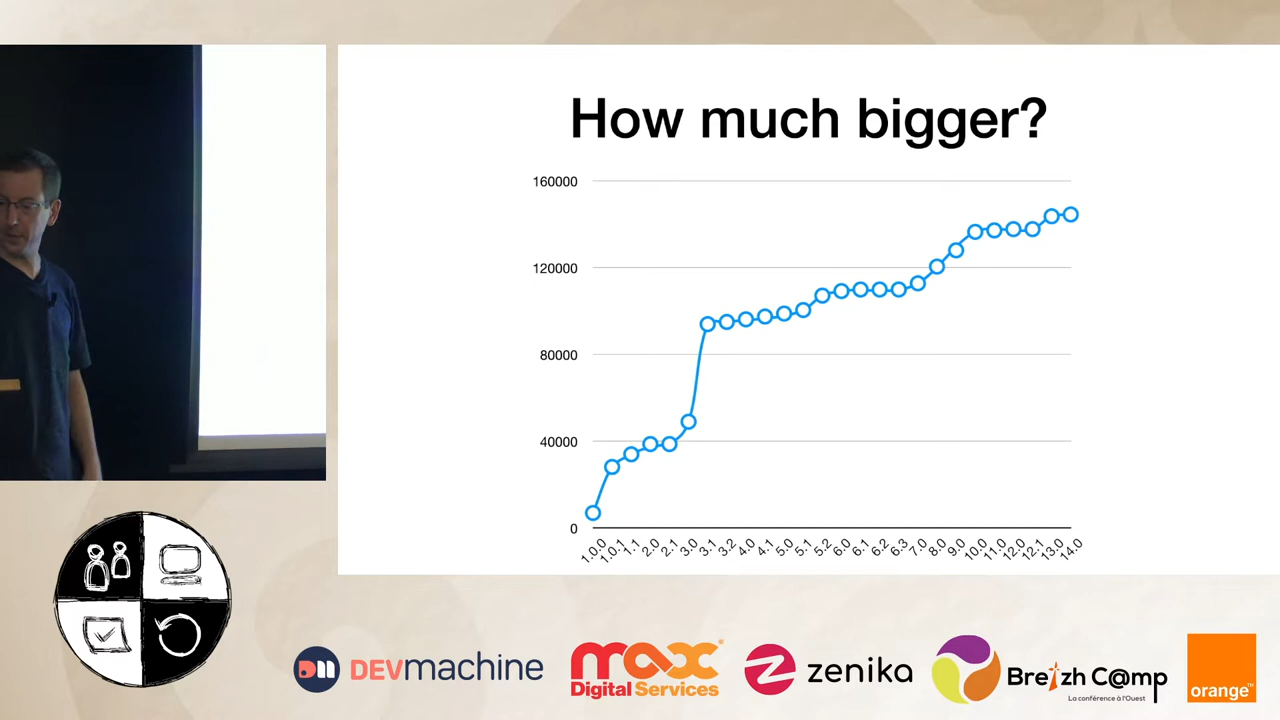 How much bigger?
160000
120000
80000
40000
0
1.0.0 1.0.1 1.1 2.0 2.1 3.0 3.1 3.2 4.0 4.1 5.0 5.1 5.2 6.0 6.1 6.2 6.3 7.0 8.0 9.0 10.0 11.0 12.0 12.1 13.0 14.0
DEVmachine
max
Digital Services
zenika
Breizh C@mp
La conférence à l'Ouest
orange™